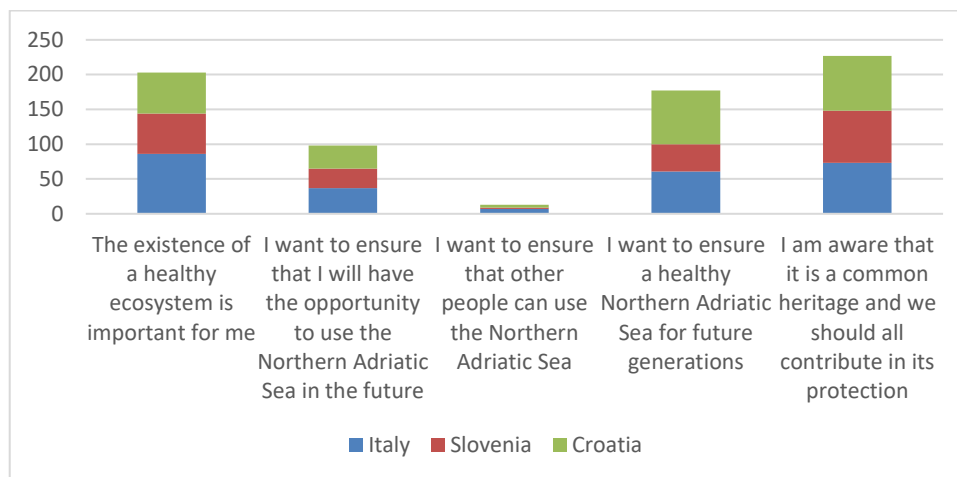 250
200
150
100
50
0
The existence of
a healthy
ecosystem is
important for me
I want to ensure
that I will have
the opportunity
to use the
Northern Adriatic
Sea in the future
I want to ensure
that other
people can use
the Northern
Adriatic Sea
I want to ensure
a healthy
Northern Adriatic
Sea for future
generations
I am aware that
it is a common
heritage and we
should all
contribute in its
protection
Italy
Slovenia
Croatia